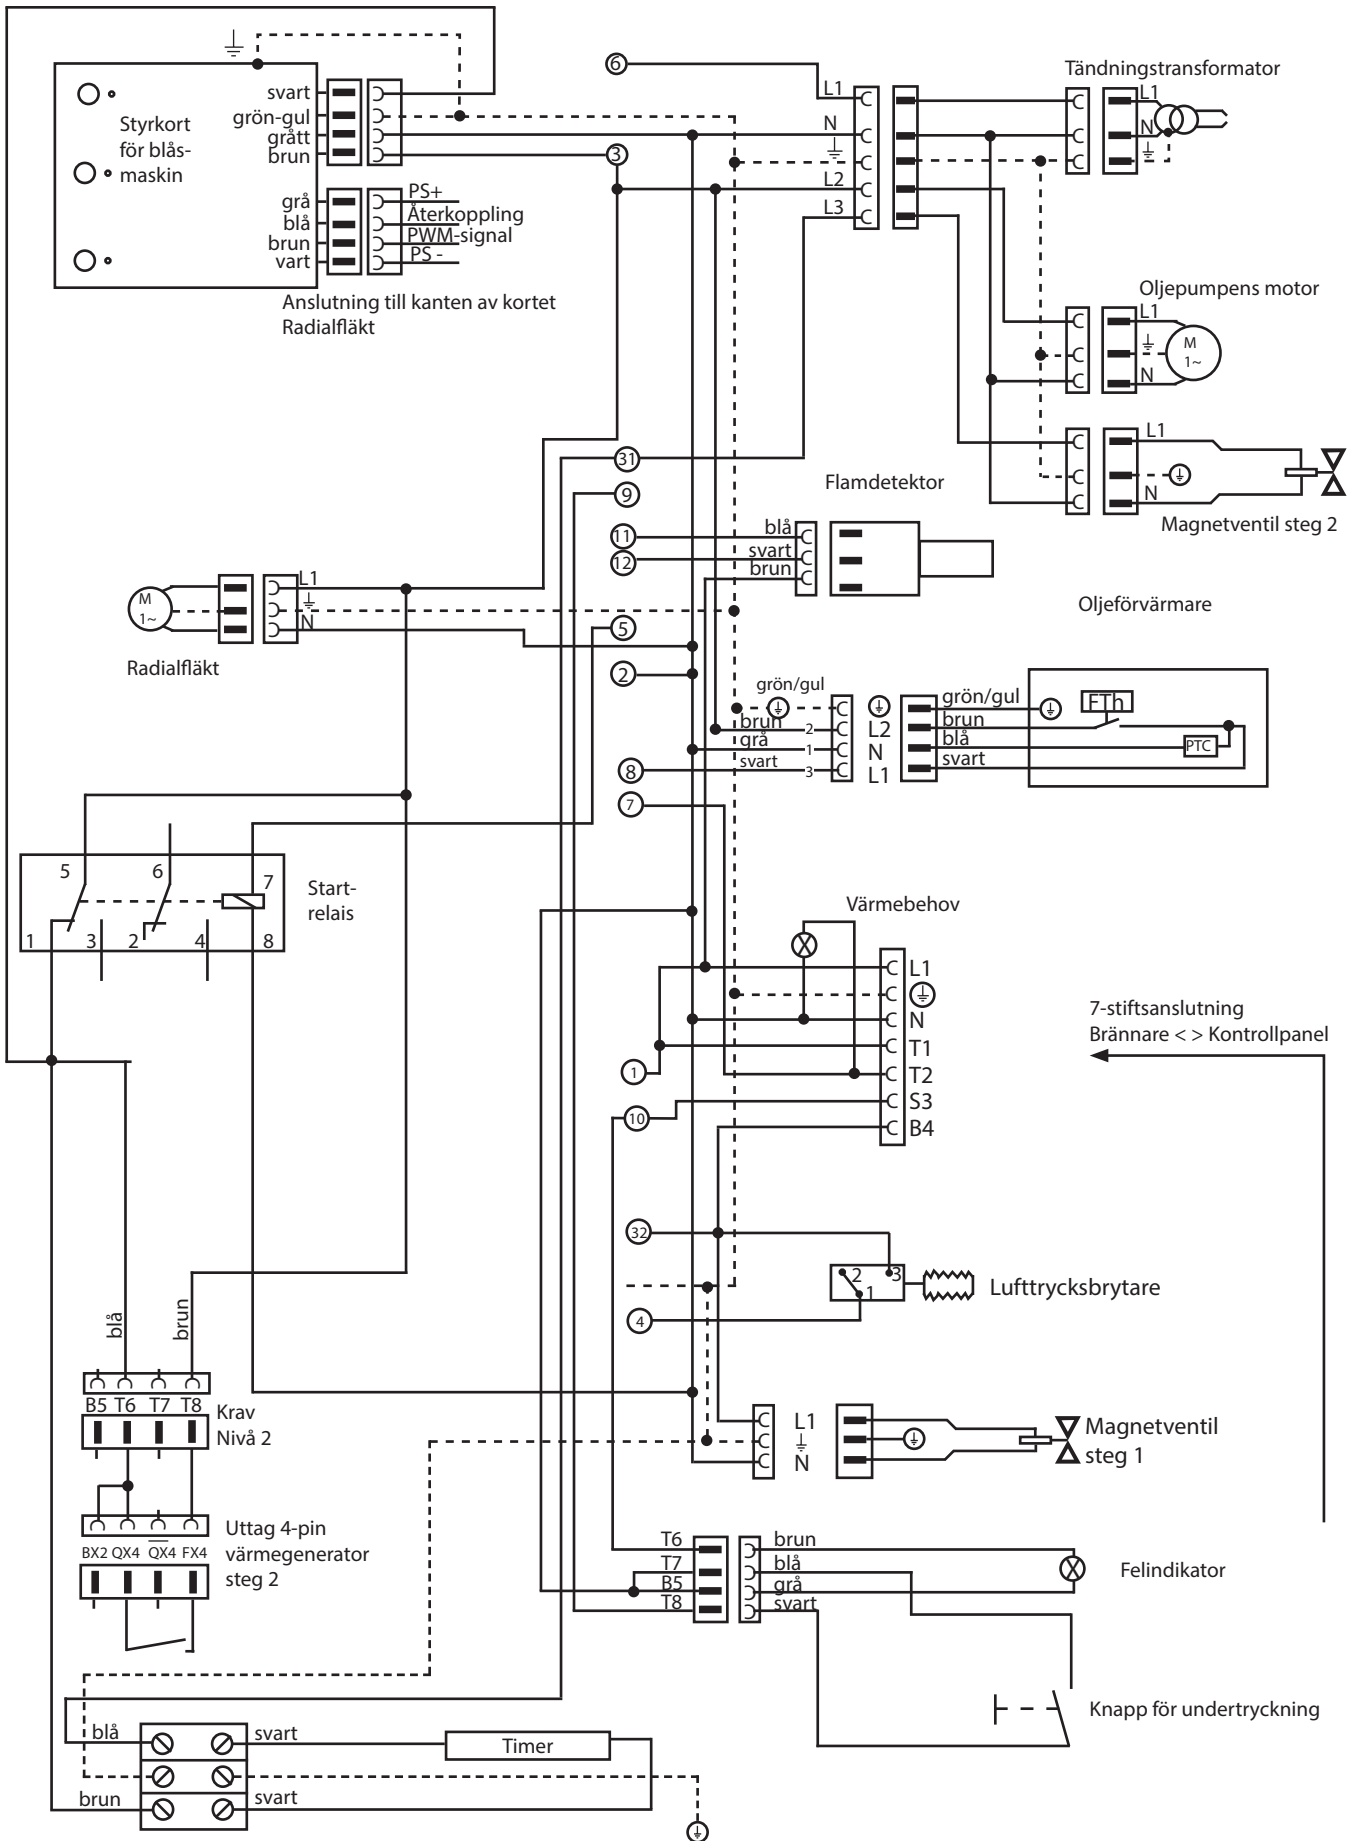 Styrkort
för blås-
maskin
svart
grön-gul
grått
brun
grå
blå
brun
vart
PS+
Återkoppling
PWM-signal
PS -
Anslutning till kanten av kortet
Radialfläkt
6
3
L1
N
L2
L3
Tändningstransformator
L1
N
Oljepumpens motor
L1
M
1~
N
L1
N
Magnetventil steg 2
31
9
11
12
Flamdetektor
blå
svart
brun
M
1~
L1
N
Radialfläkt
5
2
8
7
Oljeförvärmare
grön/gul
brun
2
grå
1
svart
3
L2
N
L1
grön/gul
brun
blå
svart
FTh
PTC
5
6
7
1
3
2
4
8
Start-
relais
Värmebehov
L1
N
T1
T2
S3
B4
1
10
7-stiftsanslutning
Brännare < > Kontrollpanel
32
4
2
3
1
Lufttrycksbrytare
blå
brun
B5 T6 T7 T8
Krav
Nivå 2
L1
N
Magnetventil
steg 1
BX2 QX4 QX4 FX4
Uttag 4-pin
värmegenerator
steg 2
T6
T7
B5
T8
brun
blå
grå
svart
Felindikator
Knapp för undertryckning
blå
brun
svart
svart
Timer